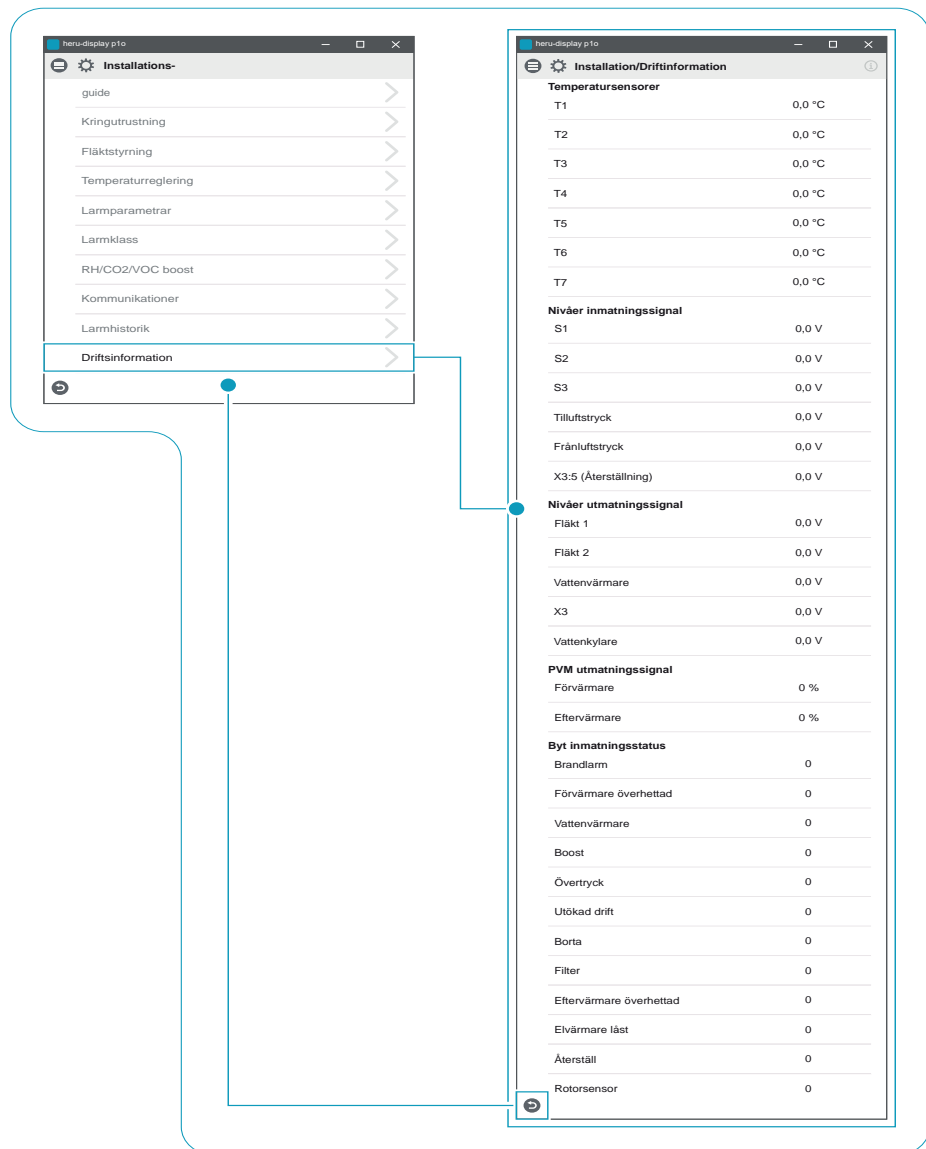 heru-display p1o
Installations-
guide
Kringutrustning
Fläktstyrning
Temperaturreglering
Larmparametrar
Larmklass
RH/CO2/VOC boost
Kommunikationer
Larmhistorik
Driftsinformation
heru-display p1o
Installation/Driftinformation
Temperatursensorer
T1 0,0 °C
T2 0,0 °C
T3 0,0 °C
T4 0,0 °C
T5 0,0 °C
T6 0,0 °C
T7 0,0 °C
Nivåer inmatningssignal
S1 0,0 V
S2 0,0 V
S3 0,0 V
Tilluftstryck 0,0 V
Frånluftstryck 0,0 V
X3:5 (Återställning) 0,0 V
Nivåer utmatningssignal
Fläkt 1 0,0 V
Fläkt 2 0,0 V
Vattenvärmare 0,0 V
X3 0,0 V
Vattenkylare 0,0 V
PVM utmatningssignal
Förvärmare 0 %
Eftervärmare 0 %
Byt inmatningsstatus
Brandlarm 0
Förvärmare överhettad 0
Vattenvärmare 0
Boost 0
Övertryck 0
Utökad drift 0
Borta 0
Filter 0
Eftervärmare överhettad 0
Elvärmare låst 0
Återställ 0
Rotorsensor 0